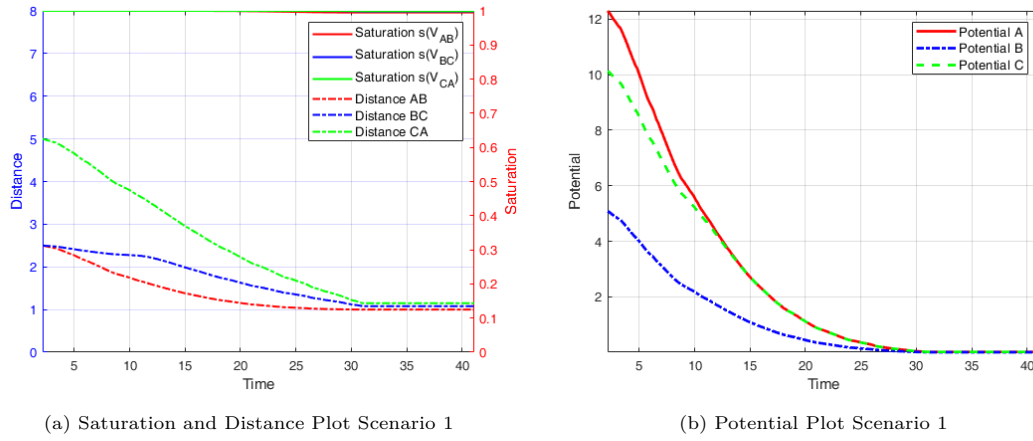 8
7
6
5
4
3
2
1
0
Distance
1
0.9
0.8
0.7
0.6
0.5
0.4
0.3
0.2
0.1
0
Saturation
Saturation s(V_AB)
Saturation s(V_BC)
Saturation s(V_CA)
Distance AB
Distance BC
Distance CA
5 10 15 20 25 30 35 40
Time
(a) Saturation and Distance Plot Scenario 1
12
10
8
6
4
2
Potential
Potential A
Potential B
Potential C
5 10 15 20 25 30 35 40
Time
(b) Potential Plot Scenario 1